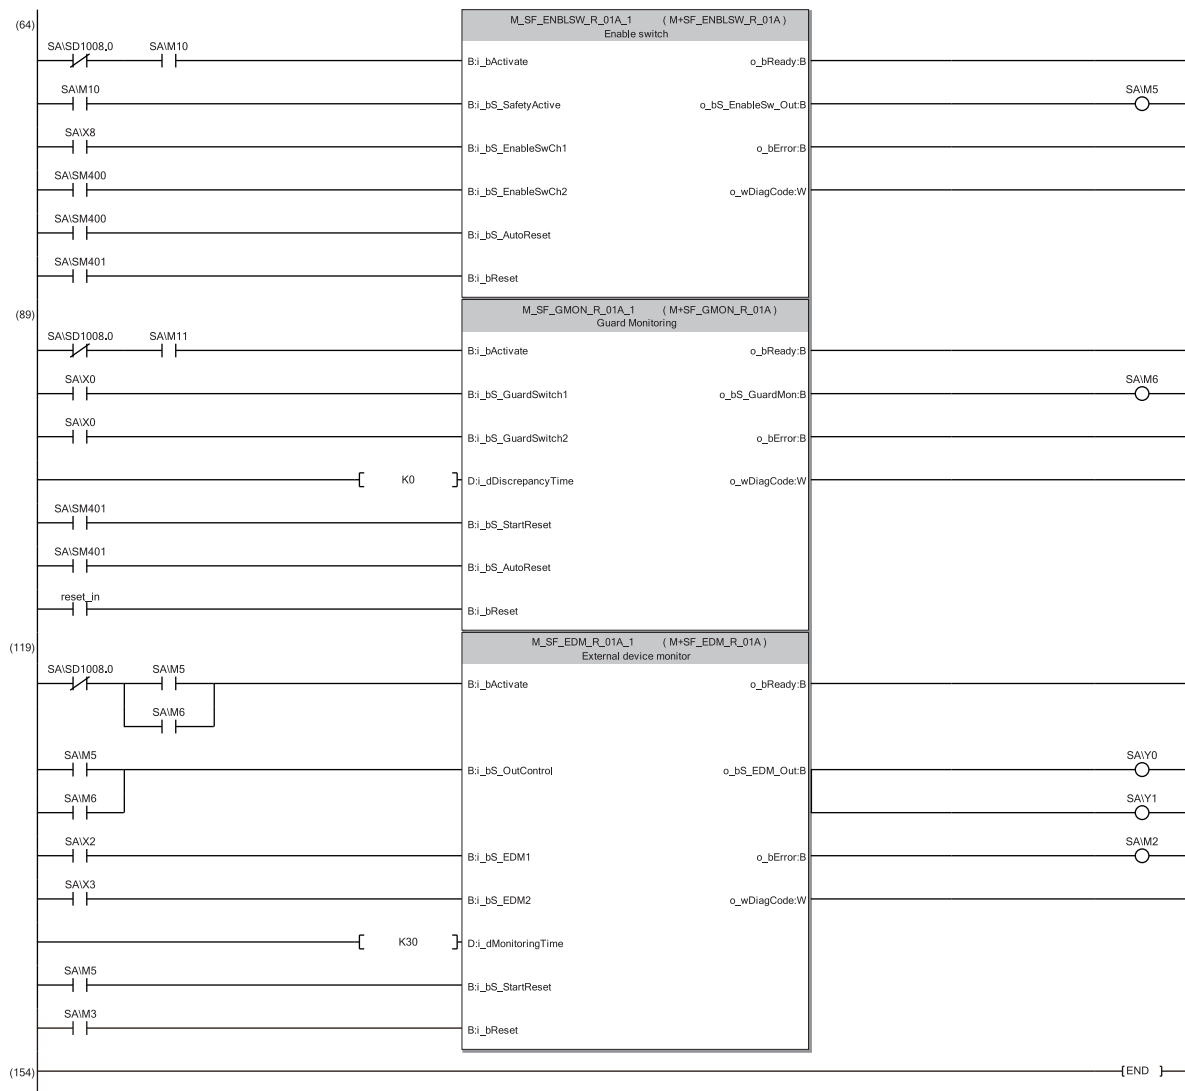 (64)
M_SF_ENBLSW_R_01A_1 ( M+SF_ENBLSW_R_01A )
Enable switch
SA\SD1008.0 SA\M10
B:i_bActivate o_bReady:B
SA\M10 SA\M5
B:i_bS_SafetyActive o_bS_EnableSw_Out:B
SA\X8
B:i_bS_EnableSwCh1 o_bError:B
SA\SM400
B:i_bS_EnableSwCh2 o_wDiagCode:W
SA\SM400
B:i_bS_AutoReset
SA\SM401
B:i_bReset
(89)
M_SF_GMON_R_01A_1 ( M+SF_GMON_R_01A )
Guard Monitoring
SA\SD1008.0 SA\M11
B:i_bActivate o_bReady:B
SA\X0 SA\M6
B:i_bS_GuardSwitch1 o_bS_GuardMon:B
SA\X0
B:i_bS_GuardSwitch2 o_bError:B
K0 D:i_dDiscrepancyTime o_wDiagCode:W
SA\SM401
B:i_bS_StartReset
SA\SM401
B:i_bS_AutoReset
reset_in
B:i_bReset
(119)
M_SF_EDM_R_01A_1 ( M+SF_EDM_R_01A )
External device monitor
SA\SD1008.0 SA\M5
B:i_bActivate o_bReady:B
SA\M6
SA\M5 SA\Y0
B:i_bS_OutControl o_bS_EDM_Out:B
SA\M6 SA\Y1
SA\X2 SA\M2
B:i_bS_EDM1 o_bError:B
SA\X3
B:i_bS_EDM2 o_wDiagCode:W
K30 D:i_dMonitoringTime
SA\M5
B:i_bS_StartReset
SA\M3
B:i_bReset
(154) [END ]